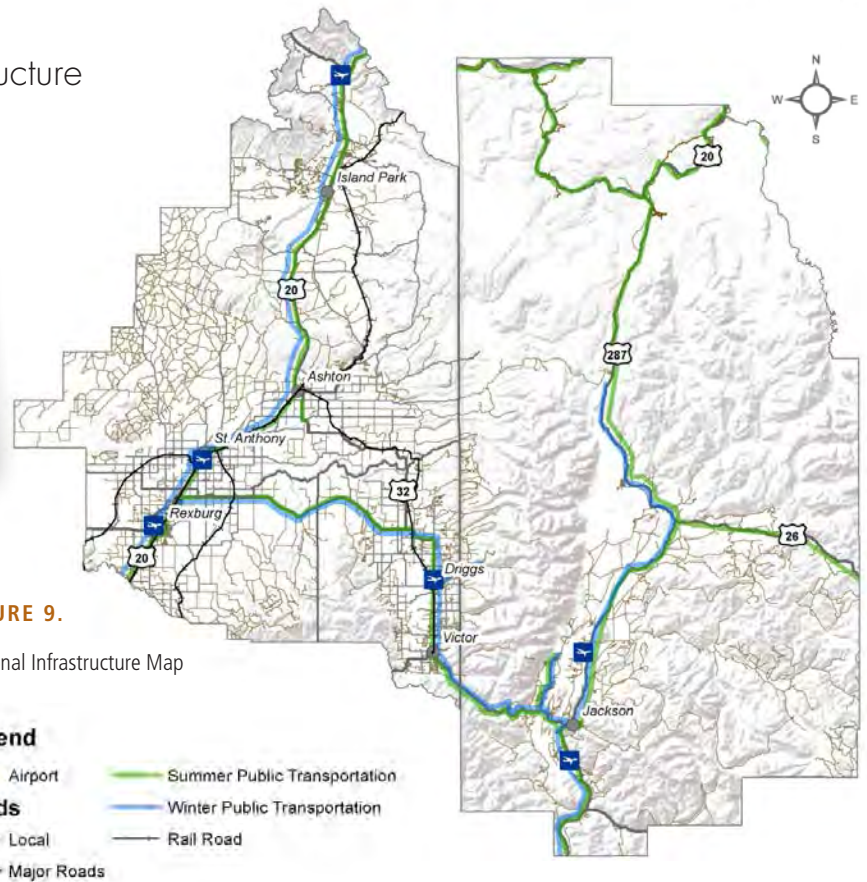 ucture
N
W E
S
20
Island Park
20
287
Ashton
St. Anthony
32
Rexburg
26
20
Driggs
URE 9.
Victor
nal Infrastructure Map
Jackson
end
Airport
Summer Public Transportation
ds
Winter Public Transportation
Local
Rail Road
Major Roads